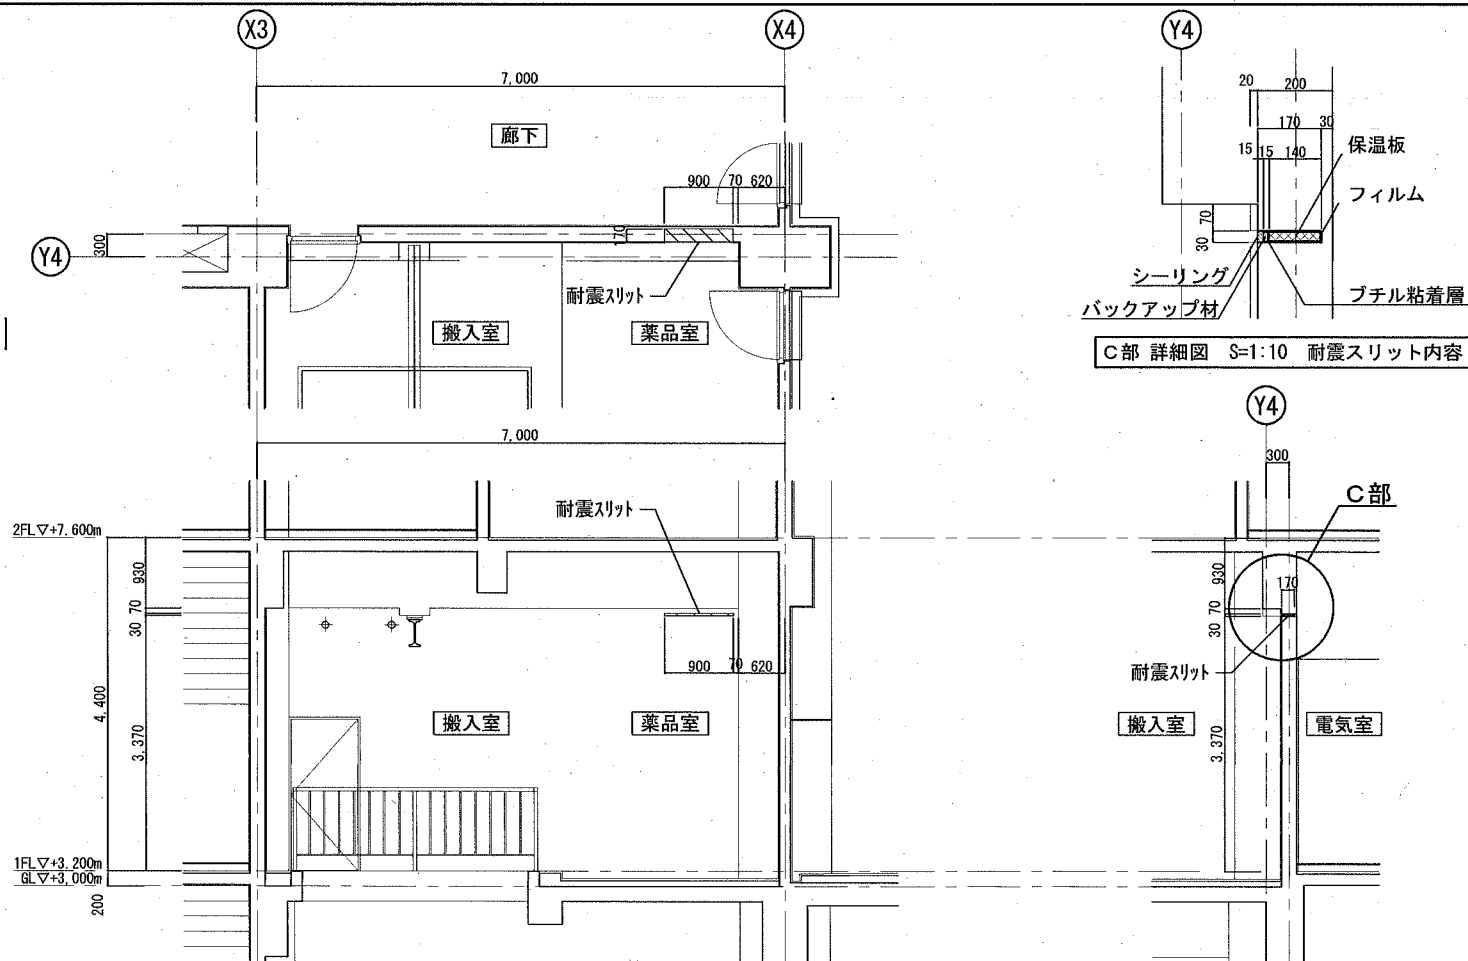 X3
X4
Y4
7,000
20
200
廊下
170
30
保温板
15
15
140
900
70
620
フィルム
70
300
Y4
30
シーリング
耐震スリット
ブチル粘着層
バックアップ材
搬入室
薬品室
C部 詳細図 S=1:10 耐震スリット内容
Y4
7,000
300
C部
耐震スリット
2FL▽+7.600m
930
930
170
70
70
30
30
900
70
620
耐震スリット
4,400
搬入室
薬品室
搬入室
電気室
3,370
3,370
1FL▽+3.200m
GL▽+3,000m
200